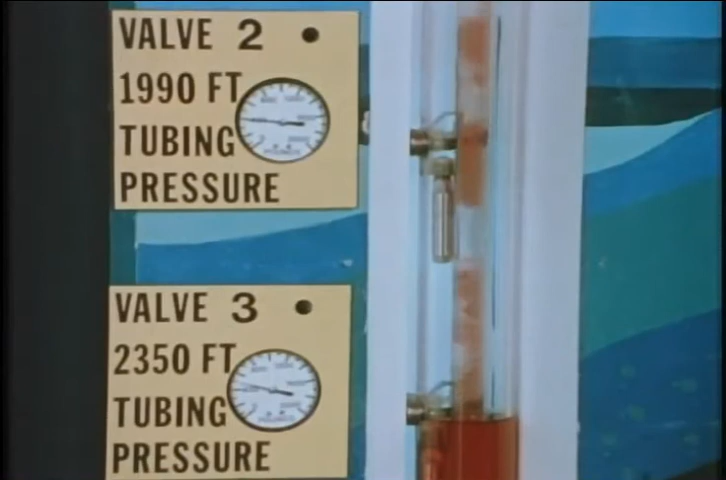 VALVE 2
1990 FT
TUBING
PRESSURE
VALVE 3
2350 FT
TUBING
PRESSURE